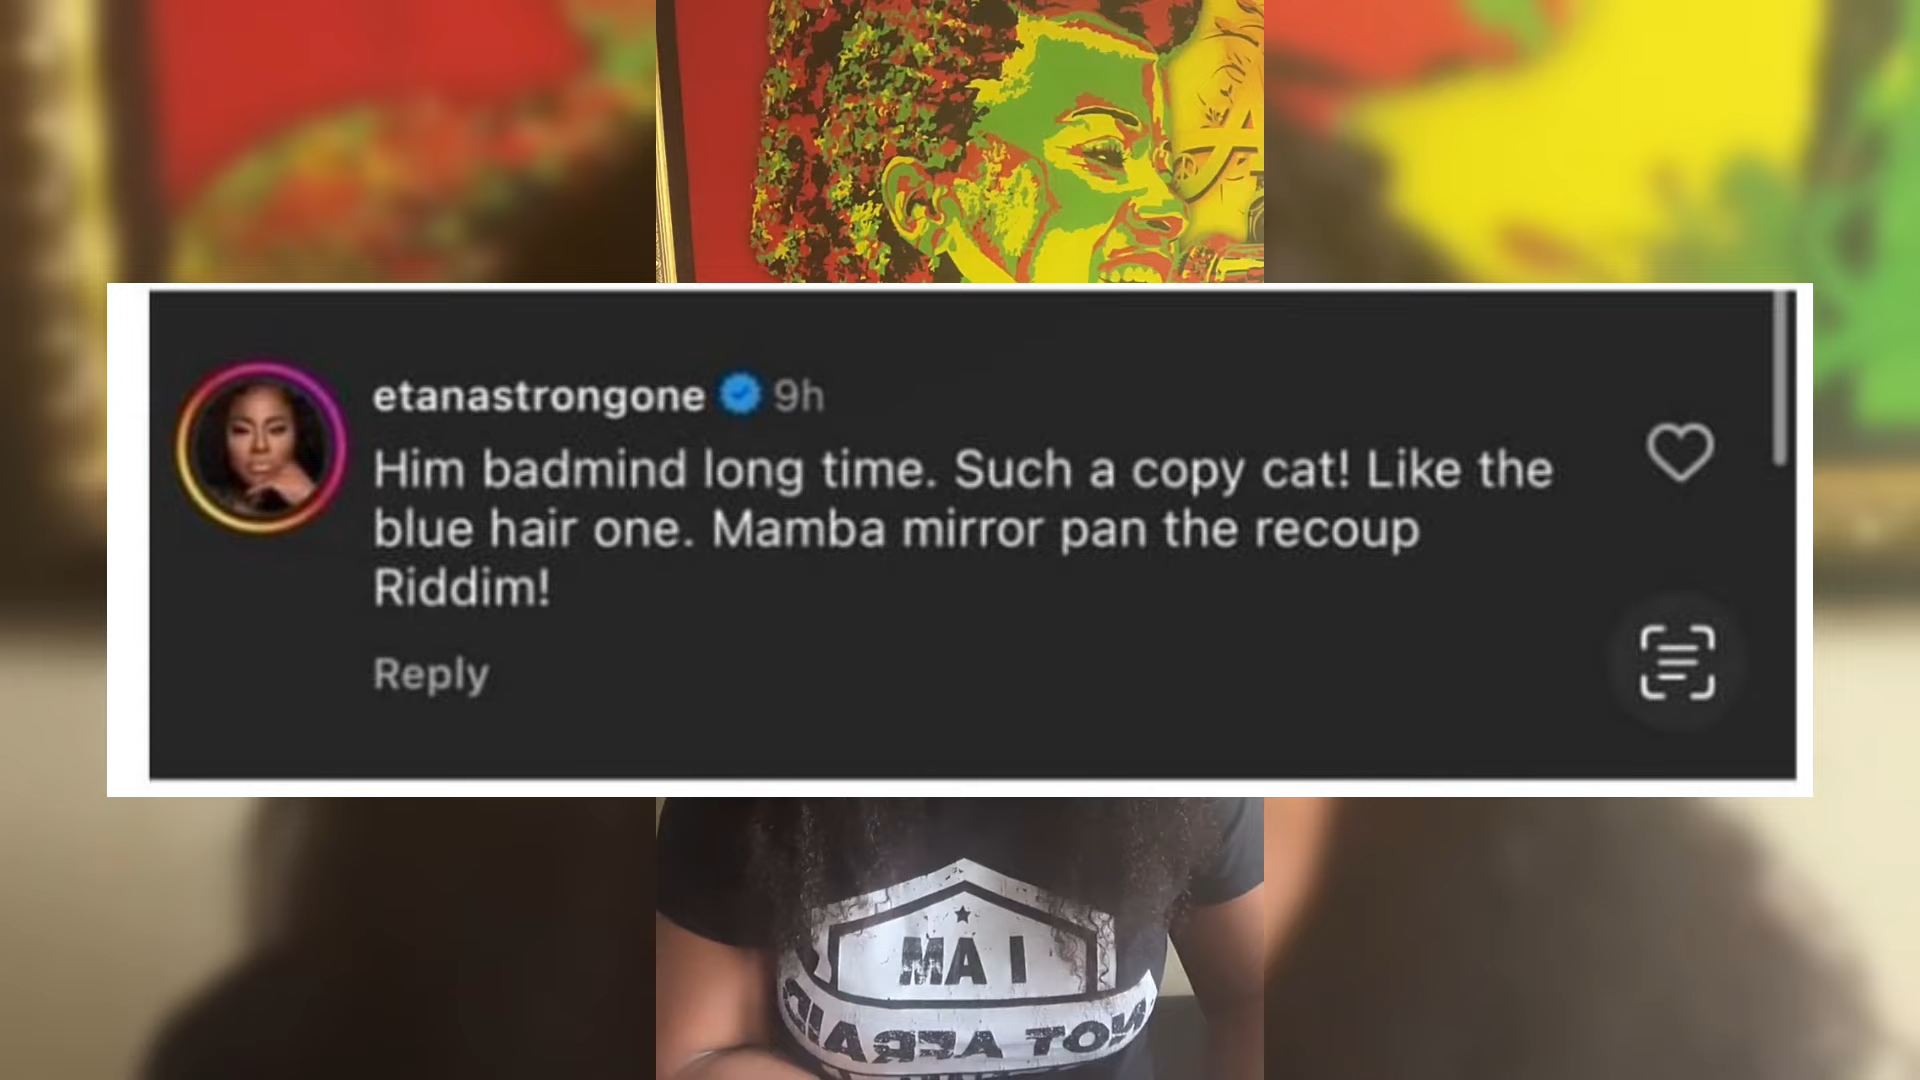 etanastrongone 9h
Him badmind long time. Such a copy cat! Like the
blue hair one. Mamba mirror pan the recoup
Riddim!
Reply
I AM
NOT AFRAID